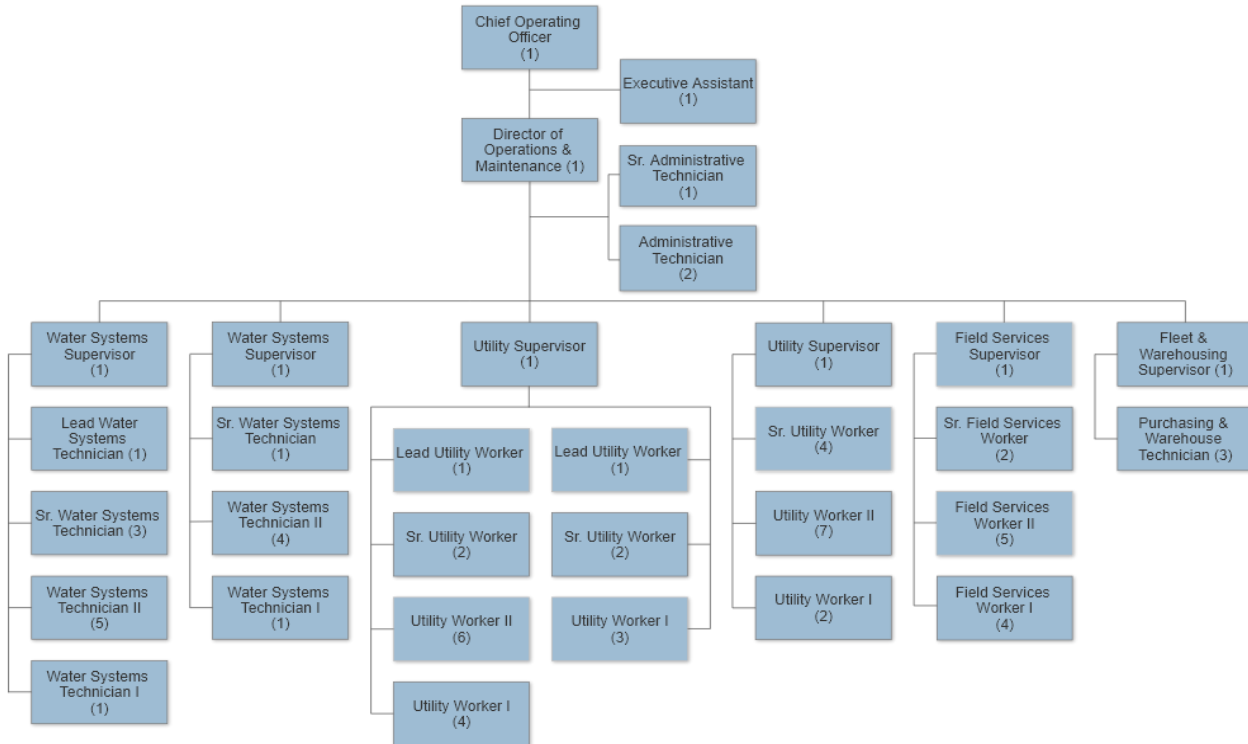 Chief Operating
Officer
(1)
Executive Assistant
(1)
Director of
Operations &
Maintenance (1)
Sr. Administrative
Technician
(1)
Administrative
Technician
(2)
Water Systems
Supervisor
(1)
Lead Water
Systems
Technician (1)
Sr. Water Systems
Technician (3)
Water Systems
Technician II
(5)
Water Systems
Technician I
(1)
Water Systems
Supervisor
(1)
Sr. Water Systems
Technician
(1)
Water Systems
Technician II
(4)
Water Systems
Technician I
(1)
Utility Supervisor
(1)
Lead Utility Worker
(1)
Sr. Utility Worker
(2)
Utility Worker II
(6)
Utility Worker I
(4)
Lead Utility Worker
(1)
Sr. Utility Worker
(2)
Utility Worker I
(3)
Utility Supervisor
(1)
Sr. Utility Worker
(4)
Utility Worker II
(7)
Utility Worker I
(2)
Field Services
Supervisor
(1)
Sr. Field Services
Worker
(2)
Field Services
Worker II
(5)
Field Services
Worker I
(4)
Fleet &
Warehousing
Supervisor (1)
Purchasing &
Warehouse
Technician (3)